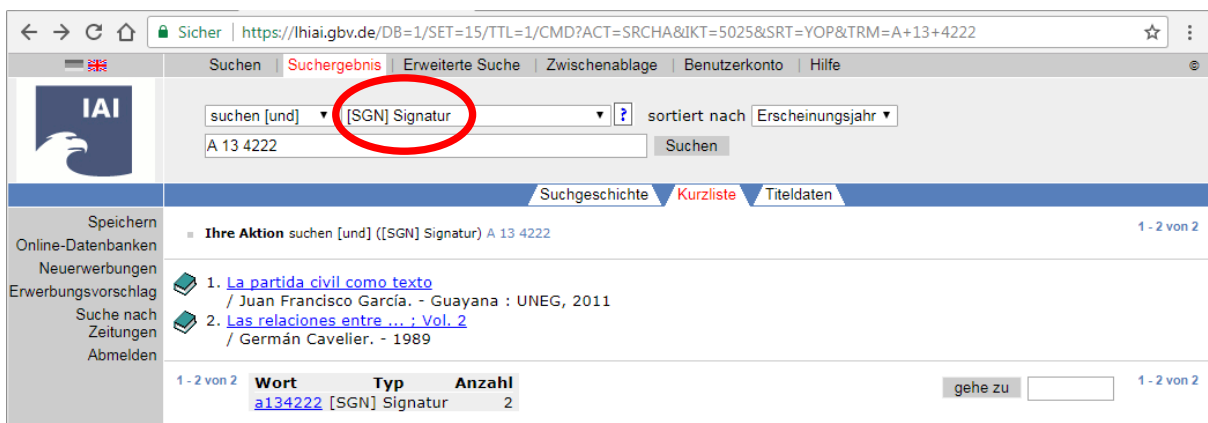 Sicher | https://lhiai.gbv.de/DB=1/SET=15/TTL=1/CMD?ACT=SRCHA&IKT=5025&SRT=YOP&TRM=A+13+4222
Suchen | Suchergebnis | Erweiterte Suche | Zwischenablage | Benutzerkonto | Hilfe ©
IAI
suchen [und] [SGN] Signatur ? sortiert nach Erscheinungsjahr
A 13 4222 Suchen
Suchgeschichte Kurzliste Titeldaten
Speichern
Online-Datenbanken
Neuerwerbungen
Erwerbungsvorschlag
Suche nach
Zeitungen
Abmelden
Ihre Aktion suchen [und] ([SGN] Signatur) A 13 4222 1 - 2 von 2
1. La partida civil como texto
/ Juan Francisco García. - Guayana : UNEG, 2011
2. Las relaciones entre ... ; Vol. 2
/ Germán Cavelier. - 1989
1 - 2 von 2 Wort Typ Anzahl gehe zu 1 - 2 von 2
a134222 [SGN] Signatur 2